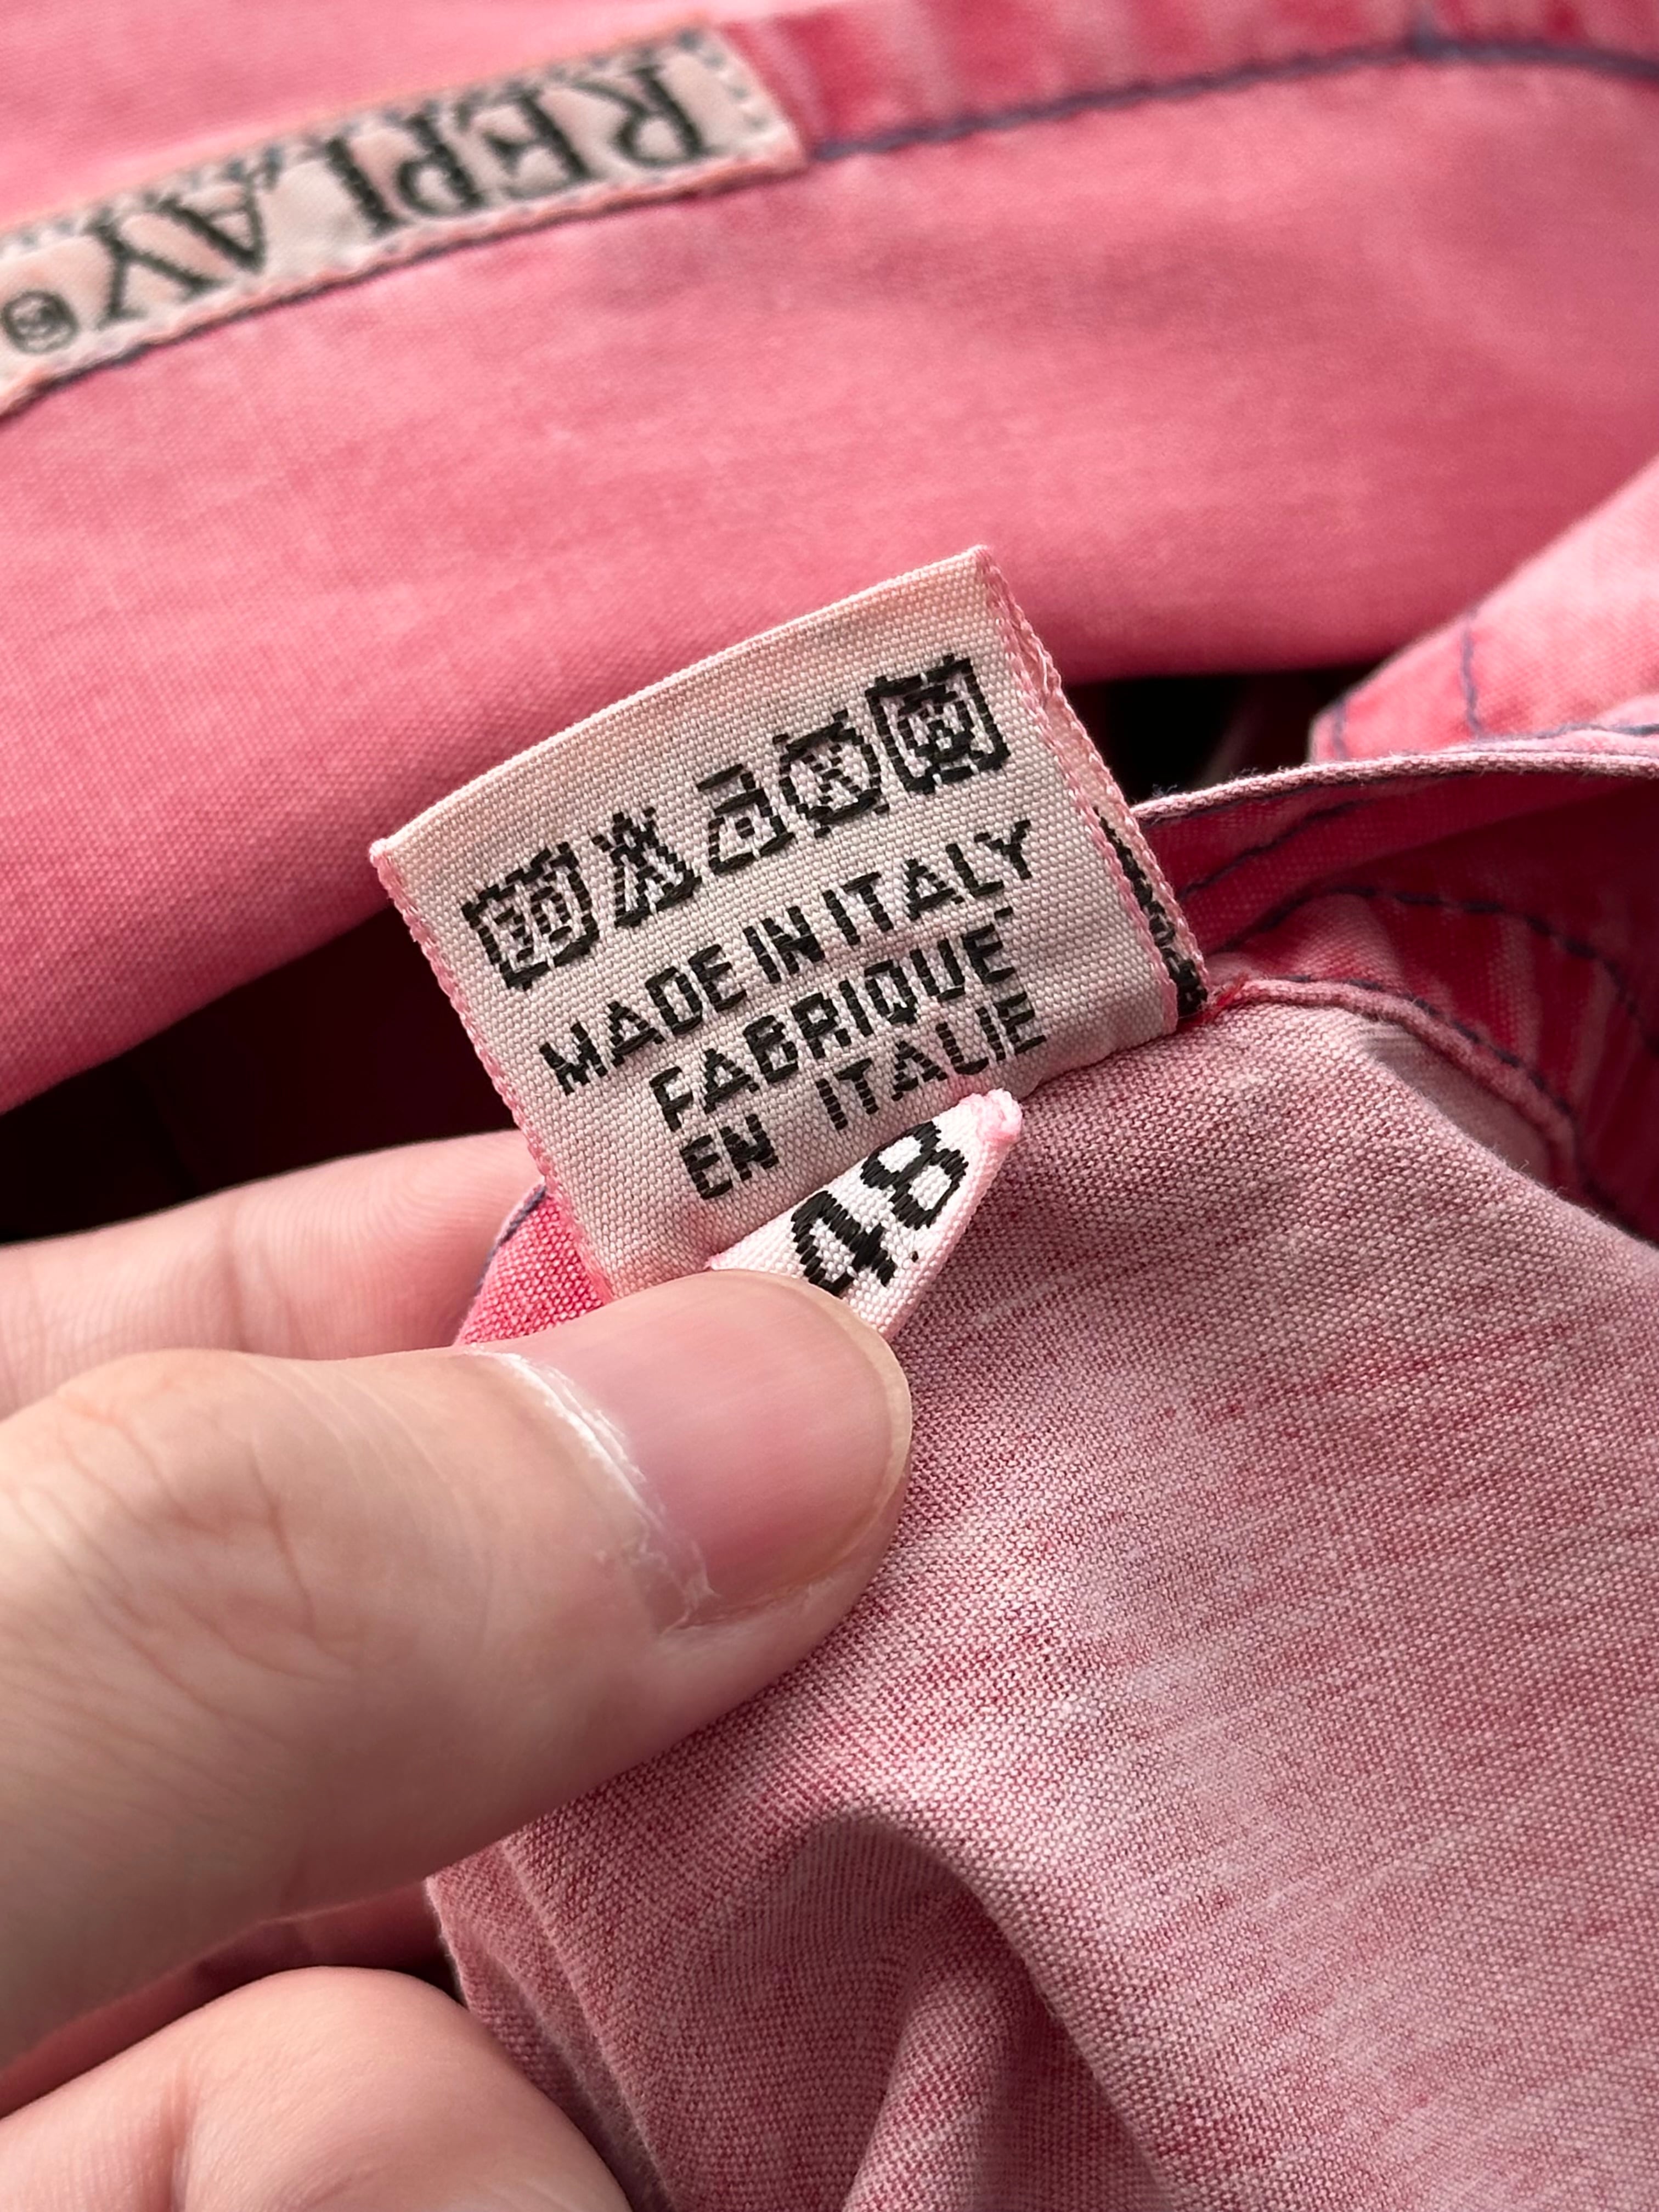 REPLAY®
MADE IN ITALY
FABRIQUE
EN ITALIE
48